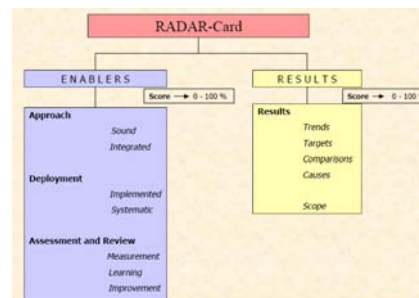 RADAR-Card
ENABLERS
Score → 0 - 100 %
Approach
Sound
Integrated
Deployment
Implemented
Systematic
Assessment and Review
Measurement
Learning
Improvement
RESULTS
Score → 0 - 100 %
Results
Trends
Targets
Comparisons
Causes
Scope